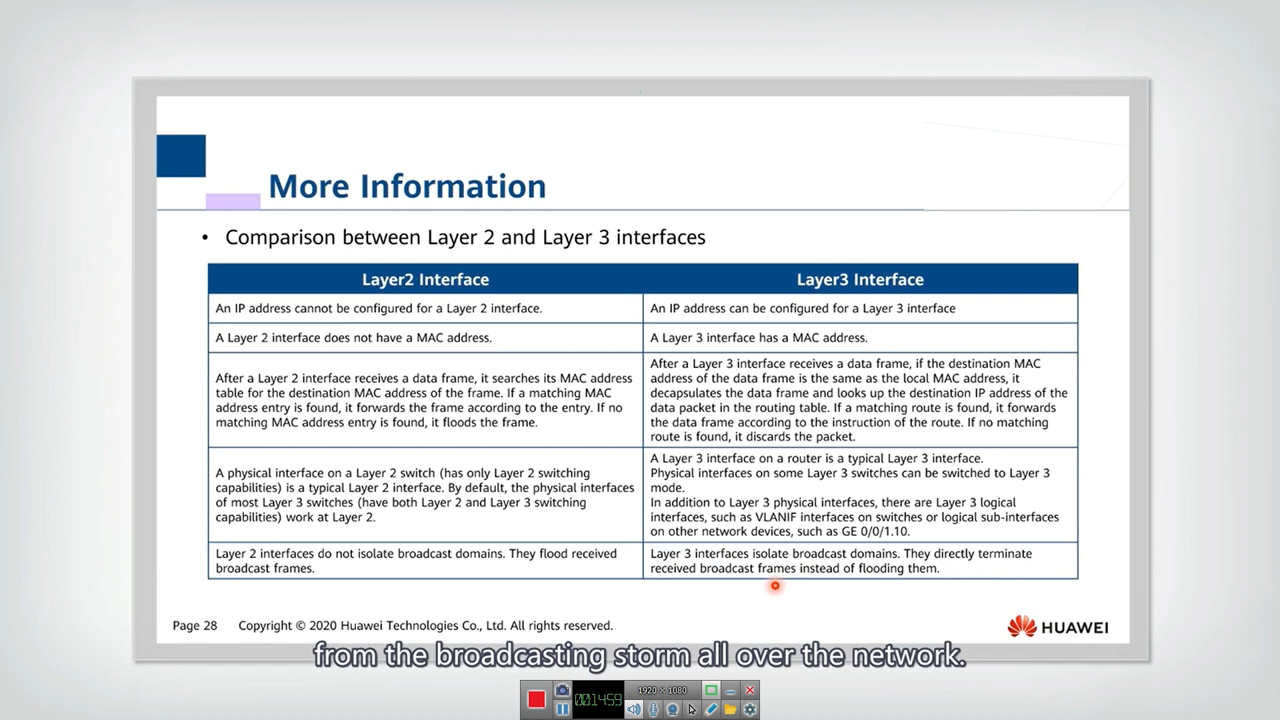 More Information
• Comparison between Layer 2 and Layer 3 interfaces
Layer2 Interface
Layer3 Interface
An IP address cannot be configured for a Layer 2 interface.
An IP address can be configured for a Layer 3 interface
A Layer 2 interface does not have a MAC address.
A Layer 3 interface has a MAC address.
After a Layer 2 interface receives a data frame, it searches its MAC address
table for the destination MAC address of the frame. If a matching MAC
address entry is found, it forwards the frame according to the entry. If no
matching MAC address entry is found, it floods the frame.
After a Layer 3 interface receives a data frame, if the destination MAC
address of the data frame is the same as the local MAC address, it
decapsulates the data frame and looks up the destination IP address of the
data packet in the routing table. If a matching route is found, it forwards
the data frame according to the instruction of the route. If no matching
route is found, it discards the packet.
A physical interface on a Layer 2 switch (has only Layer 2 switching
capabilities) is a typical Layer 2 interface. By default, the physical interfaces
of most Layer 3 switches (have both Layer 2 and Layer 3 switching
capabilities) work at Layer 2.
A Layer 3 interface on a router is a typical Layer 3 interface.
Physical interfaces on some Layer 3 switches can be switched to Layer 3
mode.
In addition to Layer 3 physical interfaces, there are Layer 3 logical
interfaces, such as VLANIF interfaces on switches or logical sub-interfaces
on other network devices, such as GE 0/0/1.10.
Layer 2 interfaces do not isolate broadcast domains. They flood received
broadcast frames.
Layer 3 interfaces isolate broadcast domains. They directly terminate
received broadcast frames instead of flooding them.
Page 28 Copyright © 2020 Huawei Technologies Co., Ltd. All rights reserved.
HUAWEI
from the broadcasting storm all over the network.
1920 × 1080